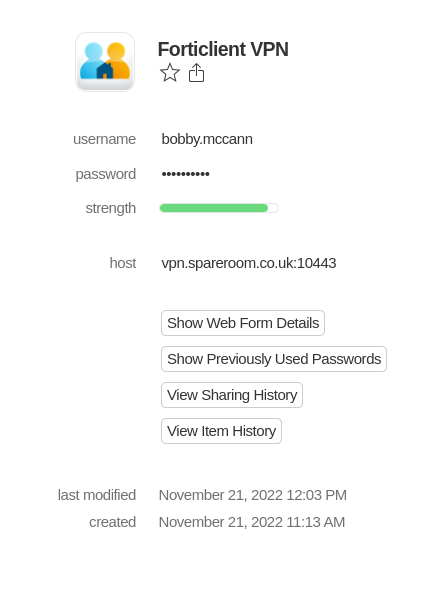 Forticlient VPN
username bobby.mccann
password ••••••••••
strength
host vpn.spareroom.co.uk:10443
Show Web Form Details
Show Previously Used Passwords
View Sharing History
View Item History
last modified November 21, 2022 12:03 PM
created November 21, 2022 11:13 AM